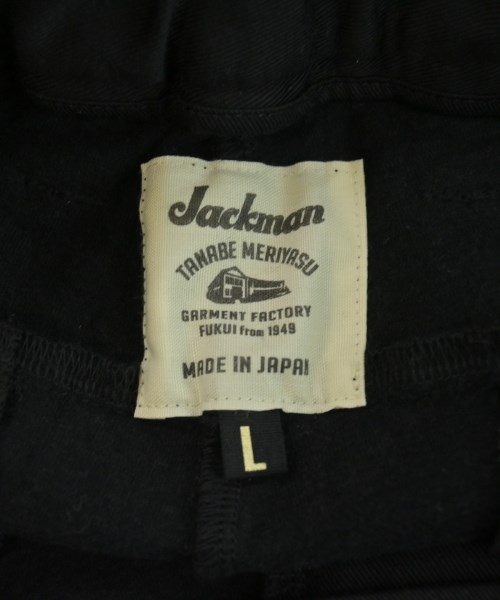 Jackman
TANABE MERIYASU
GARMENT FACTORY
FUKUI from 1949
MADE IN JAPAN
L